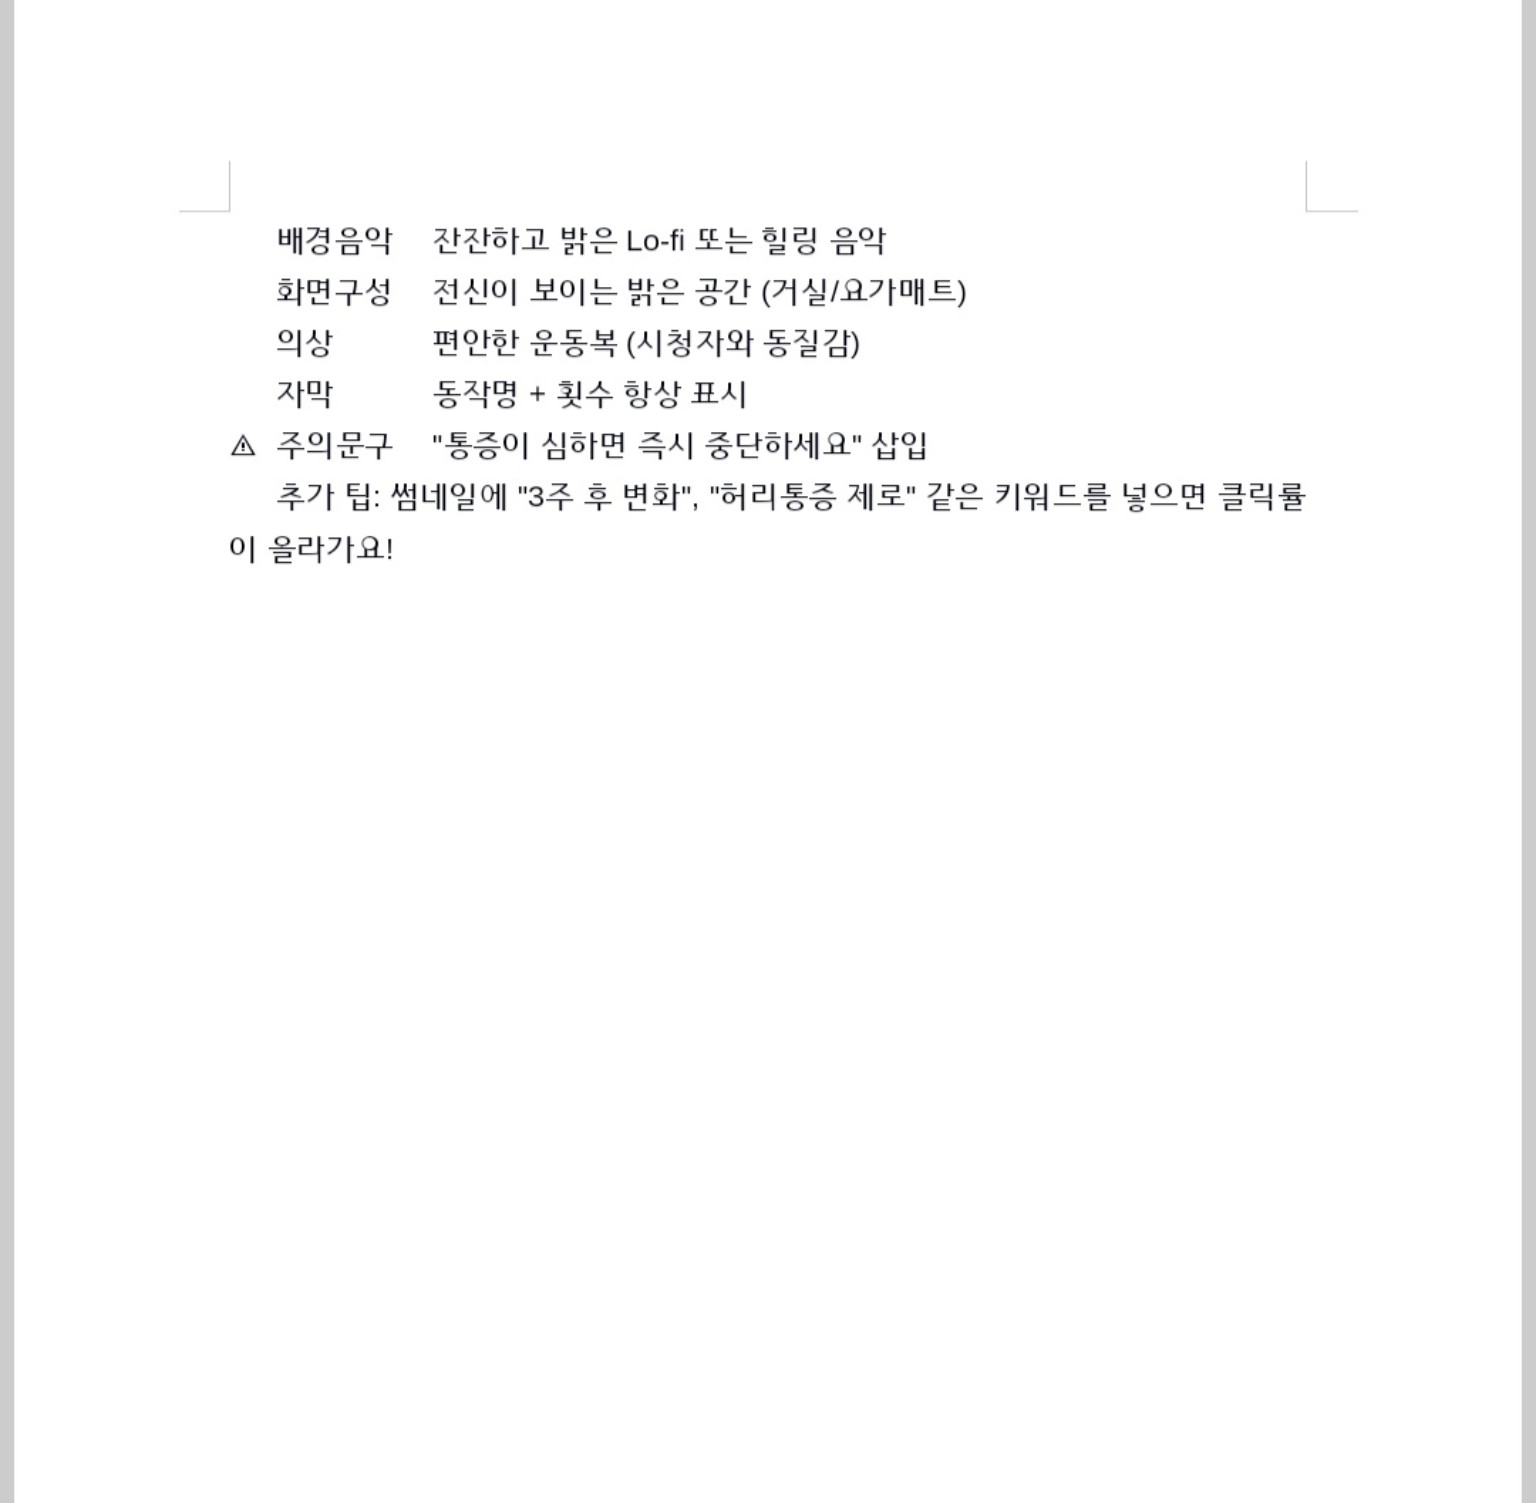 배경음악 잔잔하고 밝은 Lo-fi 또는 힐링 음악
화면구성 전신이 보이는 밝은 공간 (거실/요가매트)
의상 편안한 운동복 (시청자와 동질감)
자막 동작명 + 횟수 항상 표시
⚠ 주의문구 "통증이 심하면 즉시 중단하세요" 삽입
추가 팁: 썸네일에 "3주 후 변화", "허리통증 제로" 같은 키워드를 넣으면 클릭률
이 올라가요!